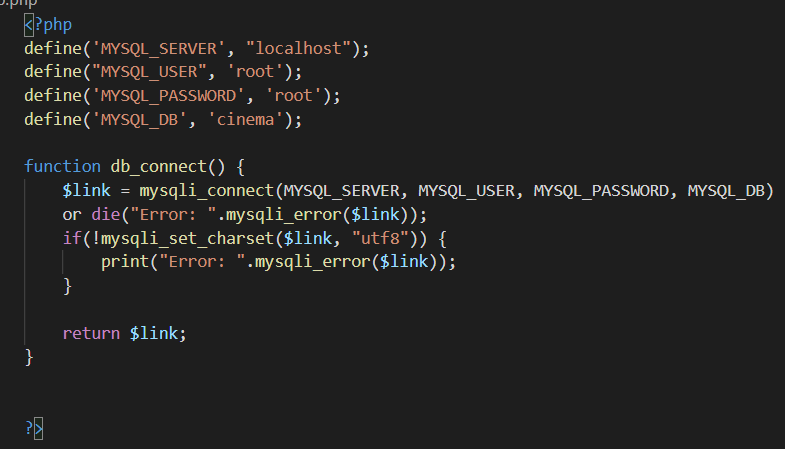 <?php
define('MYSQL_SERVER', "localhost");
define("MYSQL_USER", 'root');
define('MYSQL_PASSWORD', 'root');
define('MYSQL_DB', 'cinema');
function db_connect() {
$link = mysqli_connect(MYSQL_SERVER, MYSQL_USER, MYSQL_PASSWORD, MYSQL_DB)
or die("Error: ".mysqli_error($link));
if(!mysqli_set_charset($link, "utf8")) {
print("Error: ".mysqli_error($link));
}
return $link;
}
?>